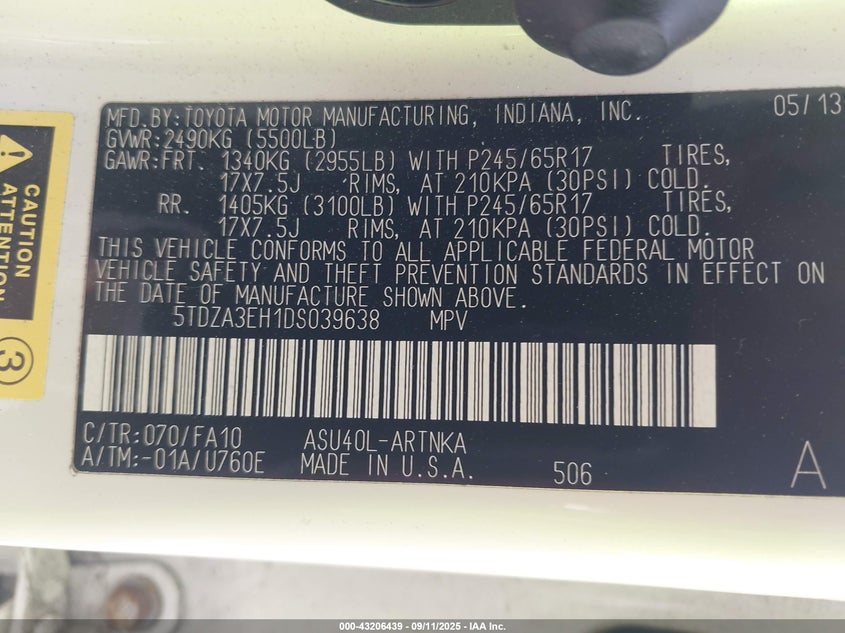 MFD.BY:TOYOTA MOTOR MANUFACTURING, INDIANA, INC. 05/13
GVWR:2490KG (5500LB)
GAWR:FRT. 1340KG (2955LB) WITH P245/65R17 TIRES,
17X7.5J RIMS, AT 210KPA (30PSI) COLD.
RR. 1405KG (3100LB) WITH P245/65R17 TIRES,
17X7.5J RIMS, AT 210KPA (30PSI) COLD.
THIS VEHICLE CONFORMS TO ALL APPLICABLE FEDERAL MOTOR
VEHICLE SAFETY AND THEFT PREVENTION STANDARDS IN EFFECT ON
THE DATE OF MANUFACTURE SHOWN ABOVE.
5TDZA3EH1DS039638 MPV
C/TR:070/FA10 ASU40L-ARTNKA
A/TM:-01A/U760E MADE IN U.S.A. 506 A
CAUTION
ATTENTION
3
000-43206439 - 09/11/2025 - IAA Inc.